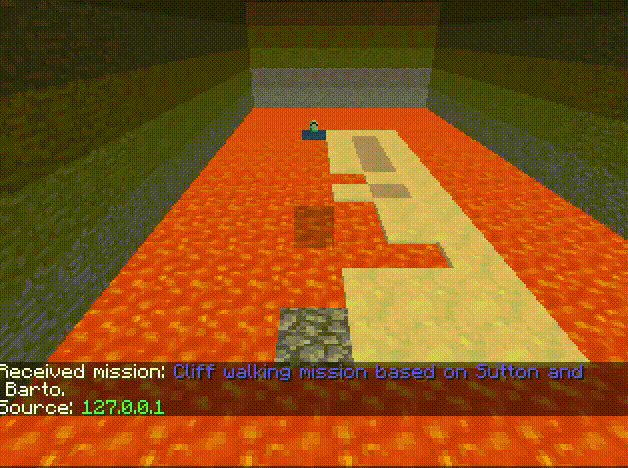 Received mission: Cliff walking mission based on Sutton and
Barto.
Source: 127.0.0.1